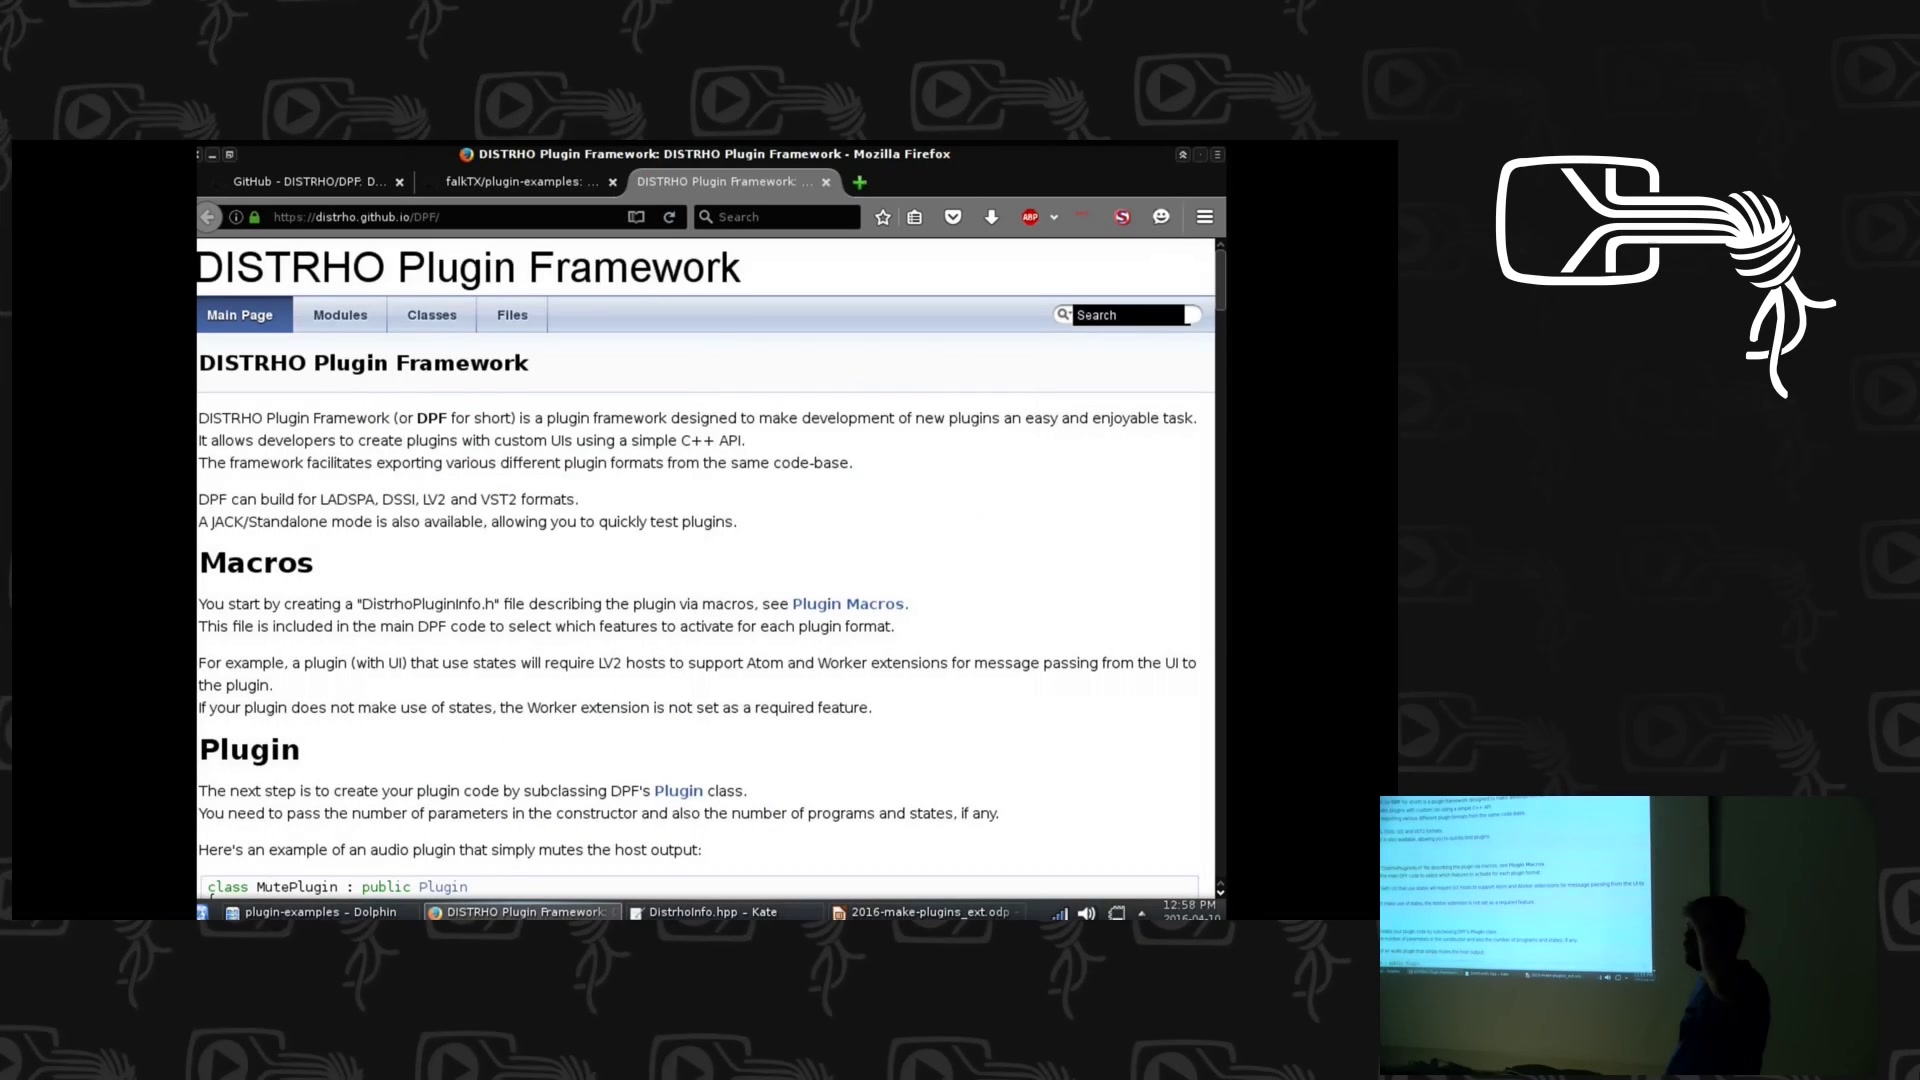 DISTRHO Plugin Framework: DISTRHO Plugin Framework - Mozilla Firefox
GitHub - DISTRHO/DPF: D...
falkTX/plugin-examples: ...
DISTRHO Plugin Framework: ...
https://distrho.github.io/DPF/
Search
ABP
DISTRHO Plugin Framework
Main Page
Modules
Classes
Files
Search
DISTRHO Plugin Framework
DISTRHO Plugin Framework (or DPF for short) is a plugin framework designed to make development of new plugins an easy and enjoyable task.
It allows developers to create plugins with custom UIs using a simple C++ API.
The framework facilitates exporting various different plugin formats from the same code-base.
DPF can build for LADSPA, DSSI, LV2 and VST2 formats.
A JACK/Standalone mode is also available, allowing you to quickly test plugins.
Macros
You start by creating a "DistrhoPluginInfo.h" file describing the plugin via macros, see Plugin Macros.
This file is included in the main DPF code to select which features to activate for each plugin format.
For example, a plugin (with UI) that use states will require LV2 hosts to support Atom and Worker extensions for message passing from the UI to
the plugin.
If your plugin does not make use of states, the Worker extension is not set as a required feature.
Plugin
The next step is to create your plugin code by subclassing DPF's Plugin class.
You need to pass the number of parameters in the constructor and also the number of programs and states, if any.
Here's an example of an audio plugin that simply mutes the host output:
class MutePlugin : public Plugin
{
plugin-examples – Dolphin
DISTRHO Plugin Framework:
DistrhoInfo.hpp – Kate
2016-make-plugins_ext.odp -
12:58 PM
2016-04-10